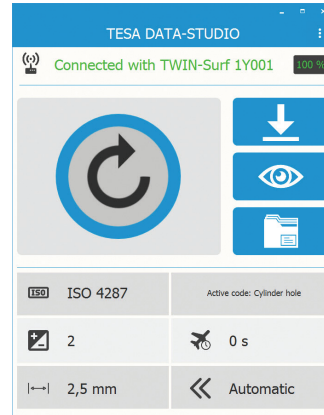 TESA DATA-STUDIO
Connected with TWIN-Surf 1Y001
100 %
ISO
ISO 4287
Active code: Cylinder hole
2
0 s
2,5 mm
Automatic